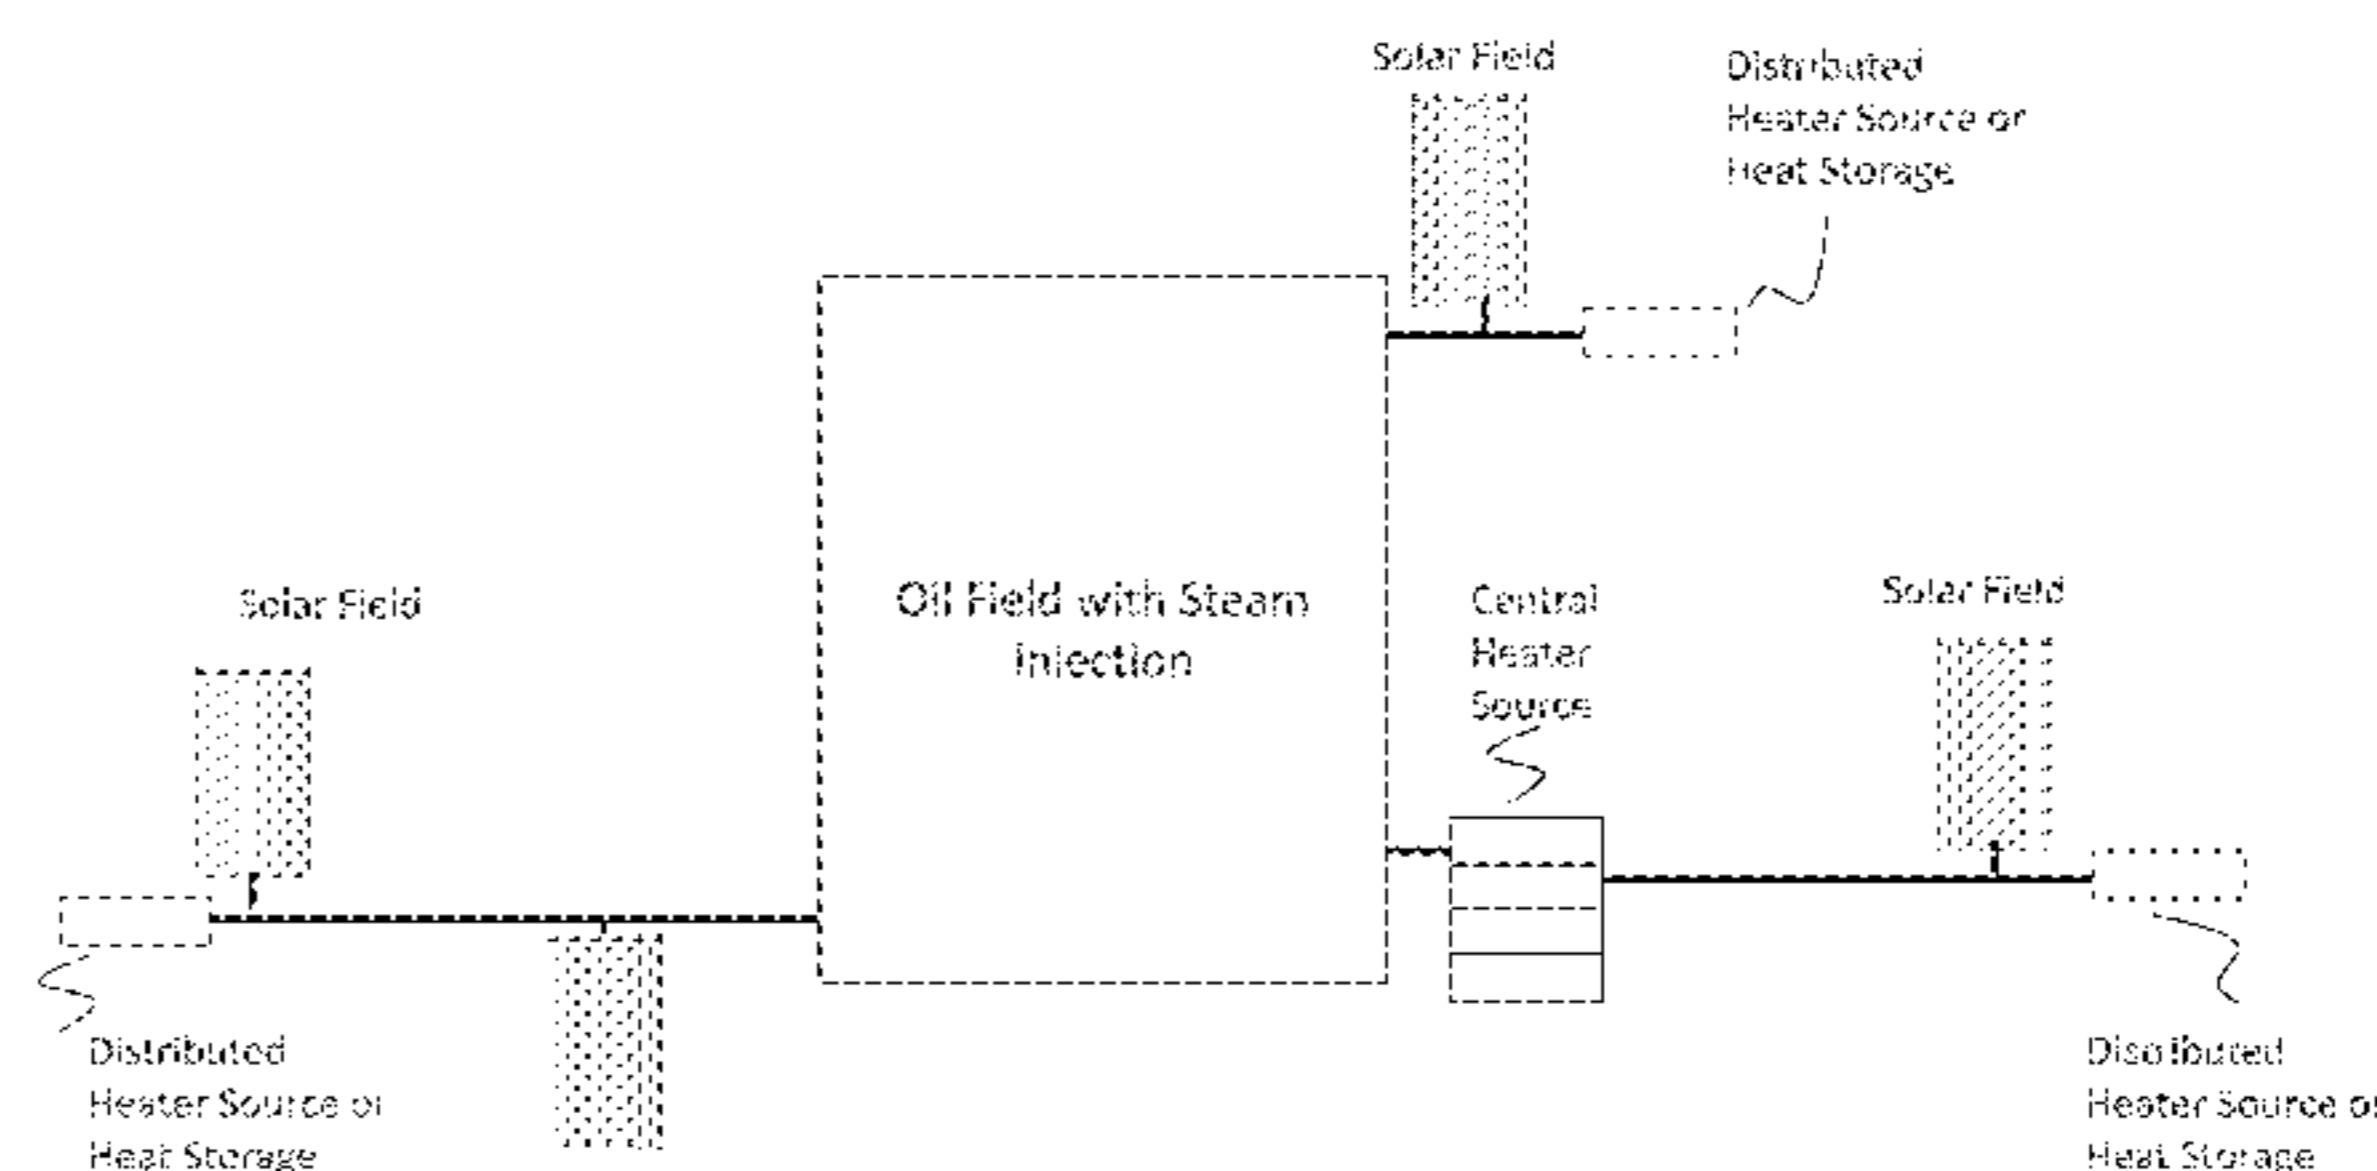 Solar Field
Distributed
Heater Source or
Heat Storage
Oil Field with Steam
Injection
Solar Field
Central
Heater
Source
Solar Field
Distributed
Heater Source or
Heat Storage
Distributed
Heater Source or
Heat Storage